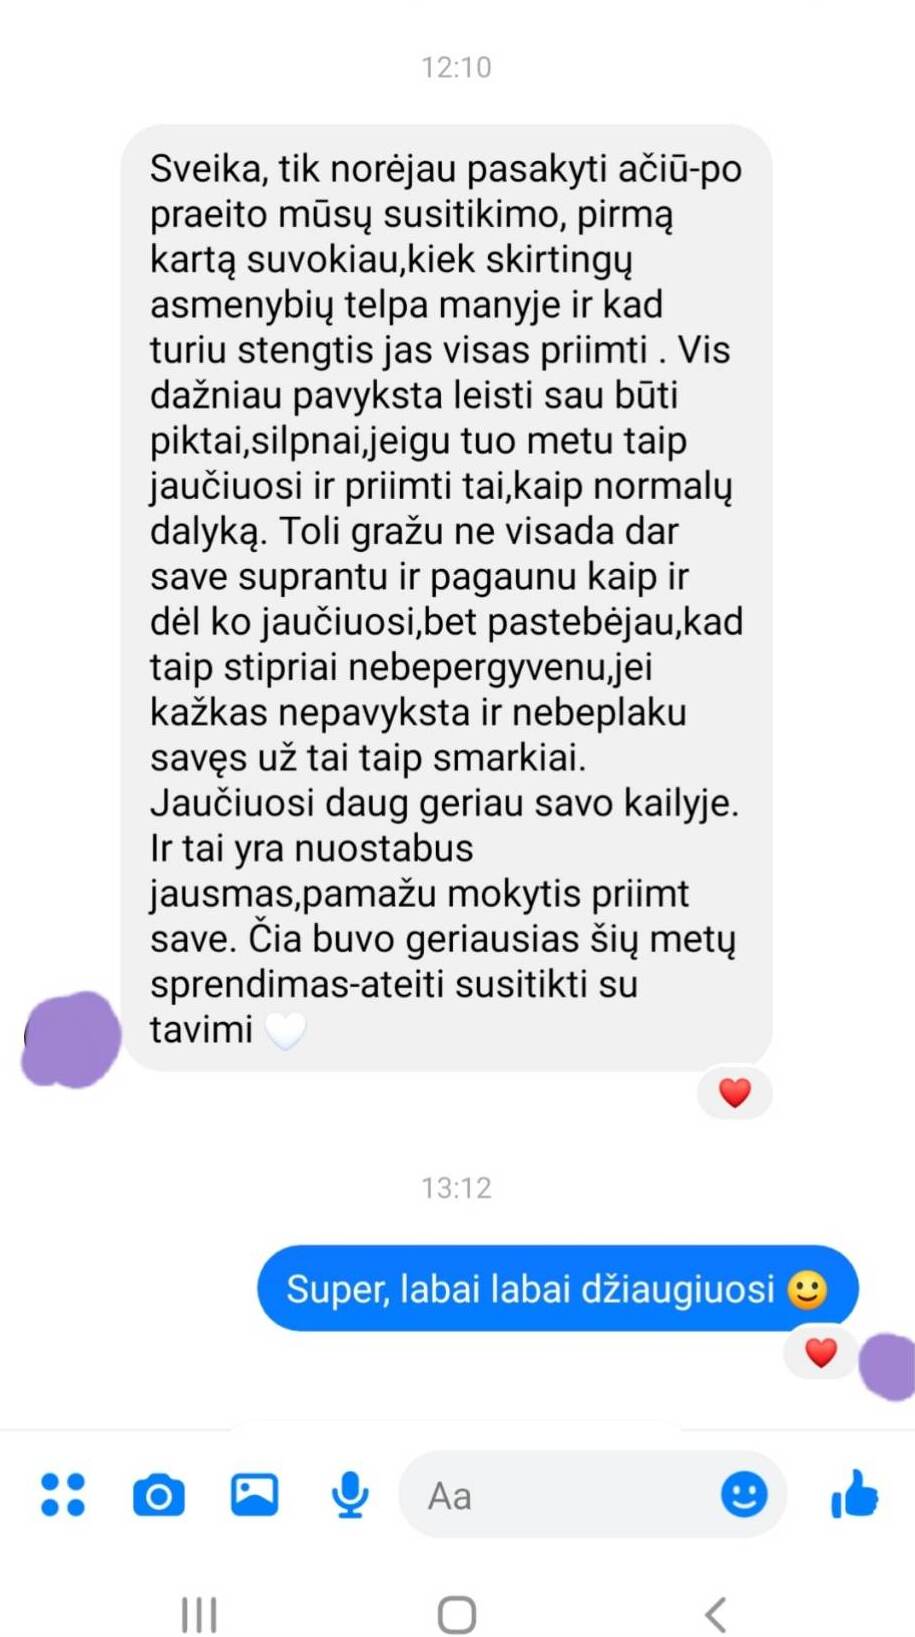 12:10
Sveika, tik norėjau pasakyti ačiū-po
praeito mūsų susitikimo, pirmą
kartą suvokiau,kiek skirtingų
asmenybių telpa manyje ir kad
turiu stengtis jas visas priimti . Vis
dažniau pavyksta leisti sau būti
piktai,silpnai,jeigu tuo metu taip
jaučiuosi ir priimti tai,kaip normalų
dalyką. Toli gražu ne visada dar
save suprantu ir pagaunu kaip ir
dėl ko jaučiuosi,bet pastebėjau,kad
taip stipriai nebepergyvenu,jei
kažkas nepavyksta ir nebeplaku
savęs už tai taip smarkiai.
Jaučiuosi daug geriau savo kailyje.
Ir tai yra nuostabus
jausmas,pamažu mokytis priimt
save. Čia buvo geriausias šių metų
sprendimas-ateiti susitikti su
tavimi 🤍
❤️
13:12
Super, labai labai džiaugiuosi 🙂
❤️
Aa